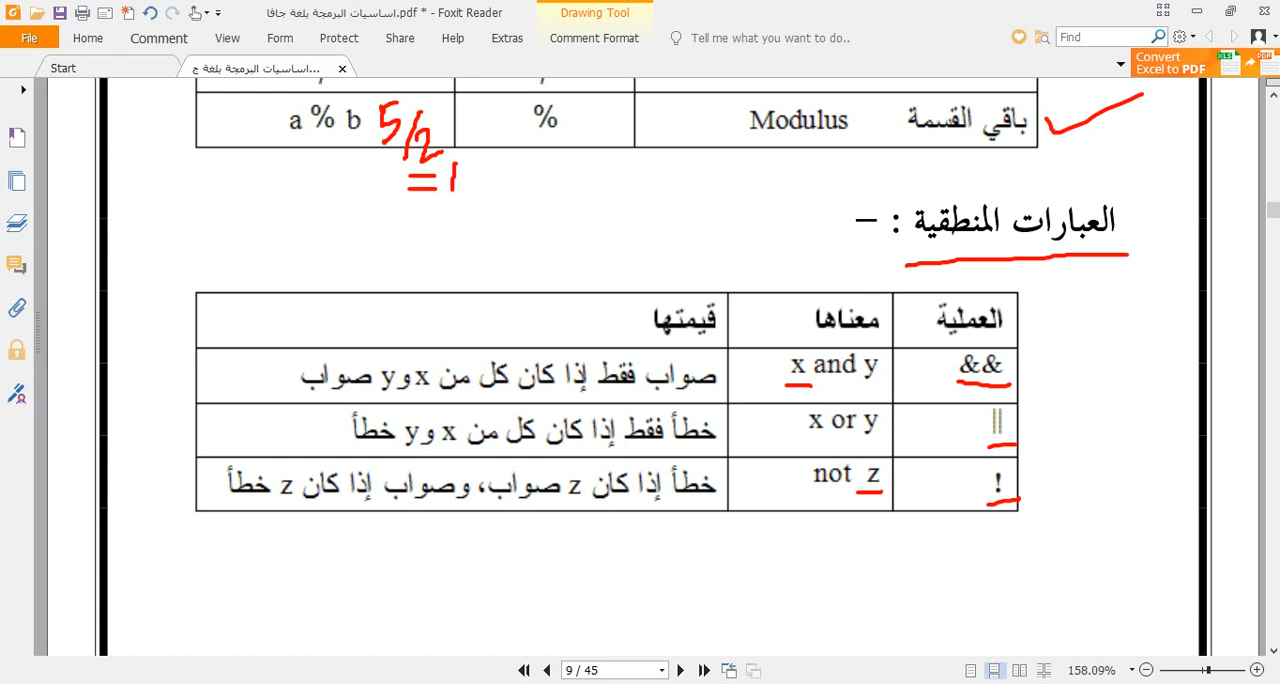 اساسيات البرمجة بلغة جافا.pdf * - Foxit Reader
Drawing Tool
File Home Comment View Form Protect Share Help Extras Comment Format Tell me what you want to do.. Find
Start
اساسيات البرمجة بلغة ج...
Convert
Excel to PDF
باقي القسمة Modulus % a % b
5/2
=1
العبارات المنطقية : –
العملية معناها قيمتها
&& x and y صواب فقط إذا كان كل من x و y صواب
|| x or y خطأ فقط إذا كان كل من x و y خطأ
! not z خطأ إذا كان z صواب، وصواب إذا كان z خطأ
9 / 45
158.09%